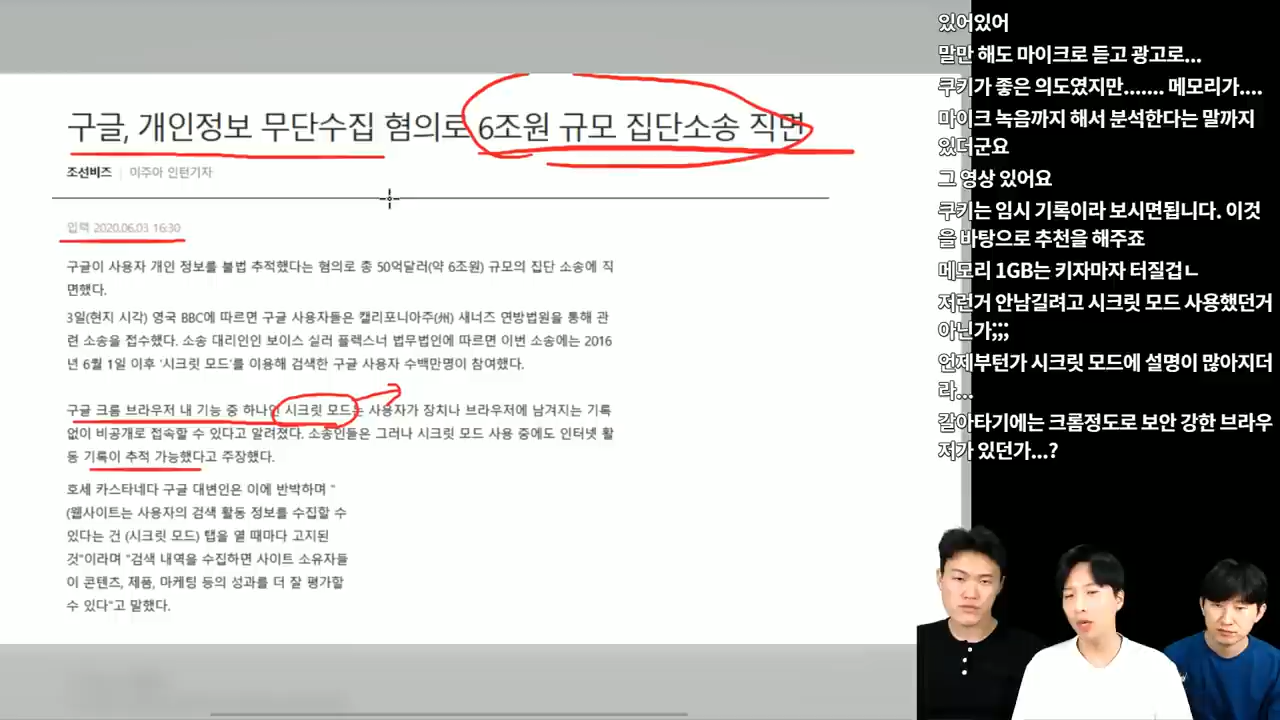 구글, 개인정보 무단수집 혐의로 6조원 규모 집단소송 직면
조선비즈 | 이주아 인턴기자
입력 2020.06.03 16:30
구글이 사용자 개인 정보를 불법 추적했다는 혐의로 총 50억달러(약 6조원) 규모의 집단 소송에 직
면했다.
3일(현지 시각) 영국 BBC에 따르면 구글 사용자들은 캘리포니아주(州) 새너즈 연방법원을 통해 관
련 소송을 접수했다. 소송 대리인인 보이스 실러 플렉스너 법무법인에 따르면 이번 소송에는 2016
년 6월 1일 이후 '시크릿 모드'를 이용해 검색한 구글 사용자 수백만명이 참여했다.
구글 크롬 브라우저 내 기능 중 하나인 시크릿 모드는 사용자가 장치나 브라우저에 남겨지는 기록
없이 비공개로 접속할 수 있다고 알려졌다. 소송인들은 그러나 시크릿 모드 사용 중에도 인터넷 활
동 기록이 추적 가능했다고 주장했다.
호세 카스타네다 구글 대변인은 이에 반박하며 "
(웹사이트는 사용자의 검색 활동 정보를 수집할 수
있다는 건 (시크릿 모드) 탭을 열 때마다 고지된
것"이라며 "검색 내역을 수집하면 사이트 소유자들
이 콘텐츠, 제품, 마케팅 등의 성과를 더 잘 평가할
수 있다"고 말했다.
있어있어
말만 해도 마이크로 듣고 광고로...
쿠키가 좋은 의도였지만....... 메모리가....
마이크 녹음까지 해서 분석한다는 말까지
있더군요
그 영상 있어요
쿠키는 임시 기록이라 보시면됩니다. 이것
을 바탕으로 추천을 해주죠
메모리 1GB는 키자마자 터질겁ㄴ
저런거 안남길려고 시크릿 모드 사용했던거
아닌가;;;
언제부턴가 시크릿 모드에 설명이 많아지더
라...
갈아타기에는 크롬정도로 보안 강한 브라우
저가 있던가...?